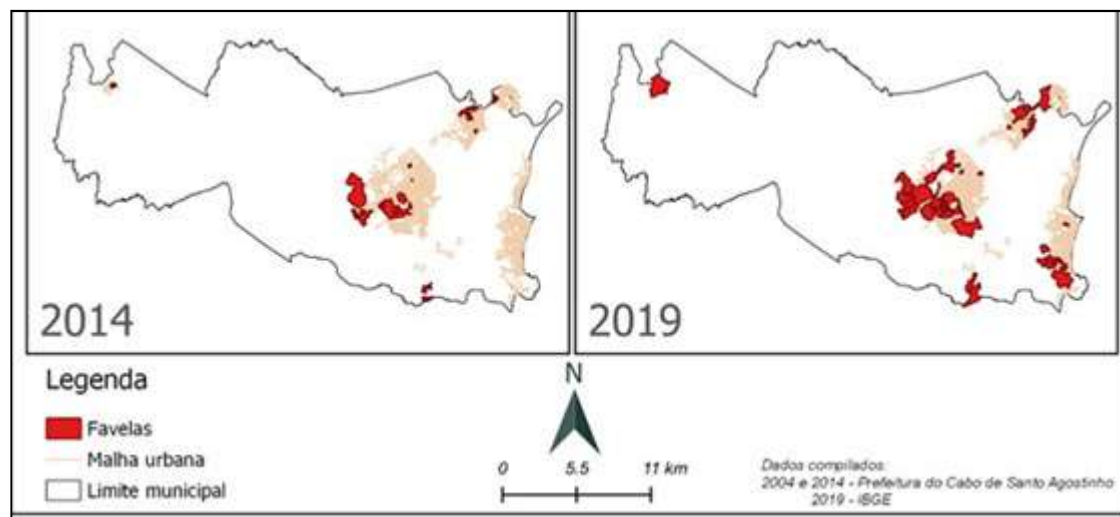 2014
2019
Legenda
Favelas
Malha urbana
Limite municipal
N
0 5.5 11 km
Dados compilados:
2004 e 2014 - Prefeitura do Cabo de Santo Agostinho
2019 - IBGE